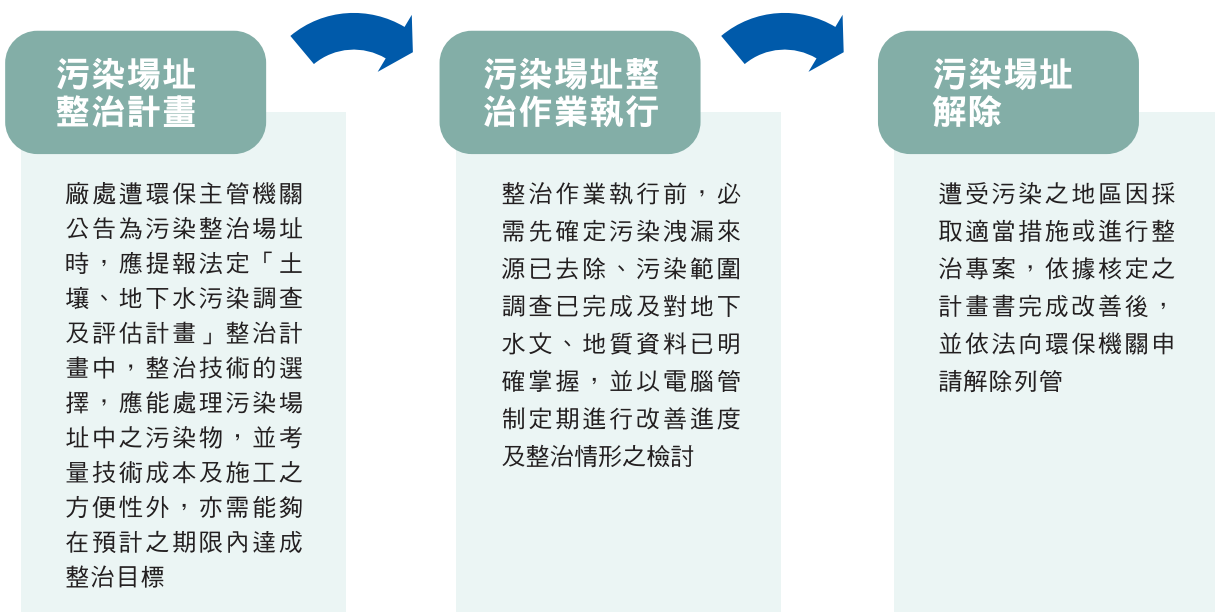 污染場址
整治計畫
廠處遭環保主管機關
公告為污染整治場址
時，應提報法定「土
壤、地下水污染調查
及評估計畫」整治計
畫中，整治技術的選
擇，應能處理污染場
址中之污染物，並考
量技術成本及施工之
方便性外，亦需能夠
在預計之期限內達成
整治目標
污染場址整
治作業執行
整治作業執行前，必
需先確定污染洩漏來
源已去除、污染範圍
調查已完成及對地下
水文、地質資料已明
確掌握，並以電腦管
制定期進行改善進度
及整治情形之檢討
污染場址
解除
遭受污染之地區因採
取適當措施或進行整
治專案，依據核定之
計畫書完成改善後，
並依法向環保機關申
請解除列管